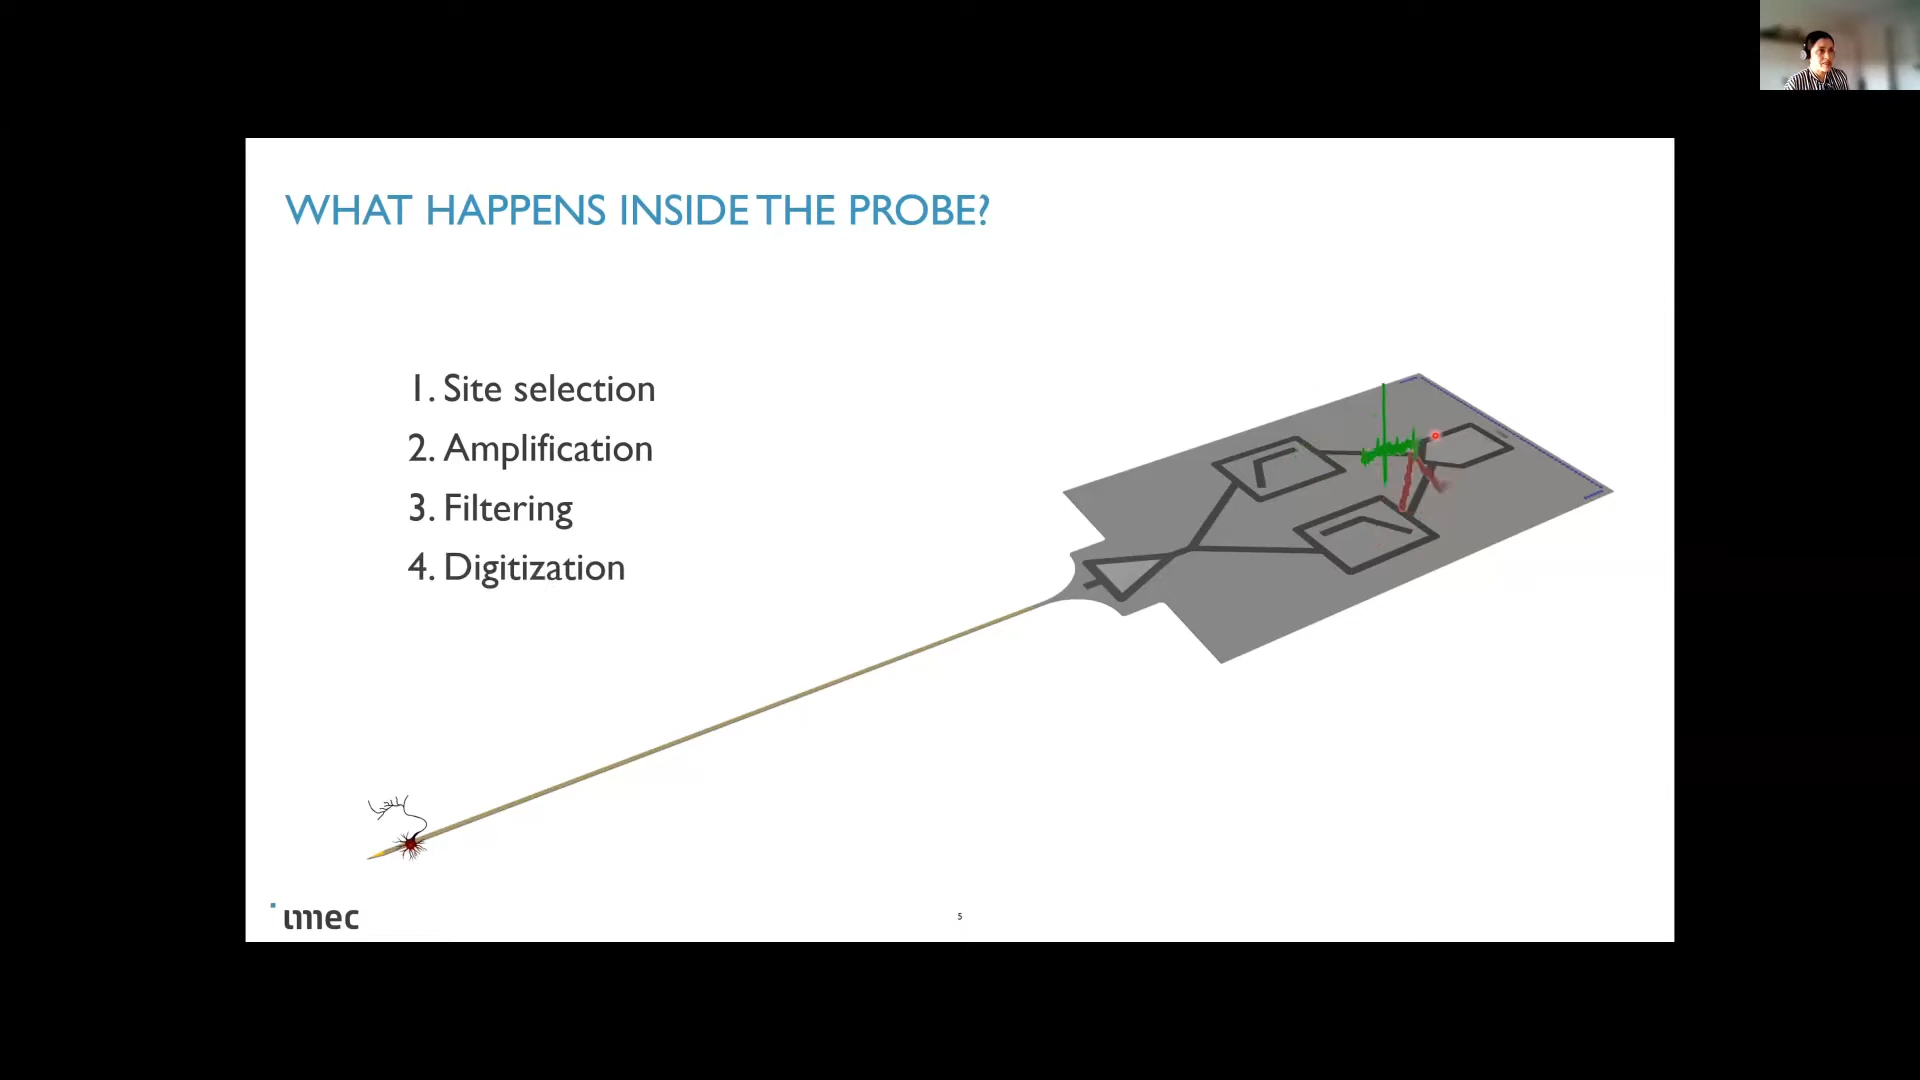 WHAT HAPPENS INSIDE THE PROBE?
1. Site selection
2. Amplification
3. Filtering
4. Digitization
imec
5